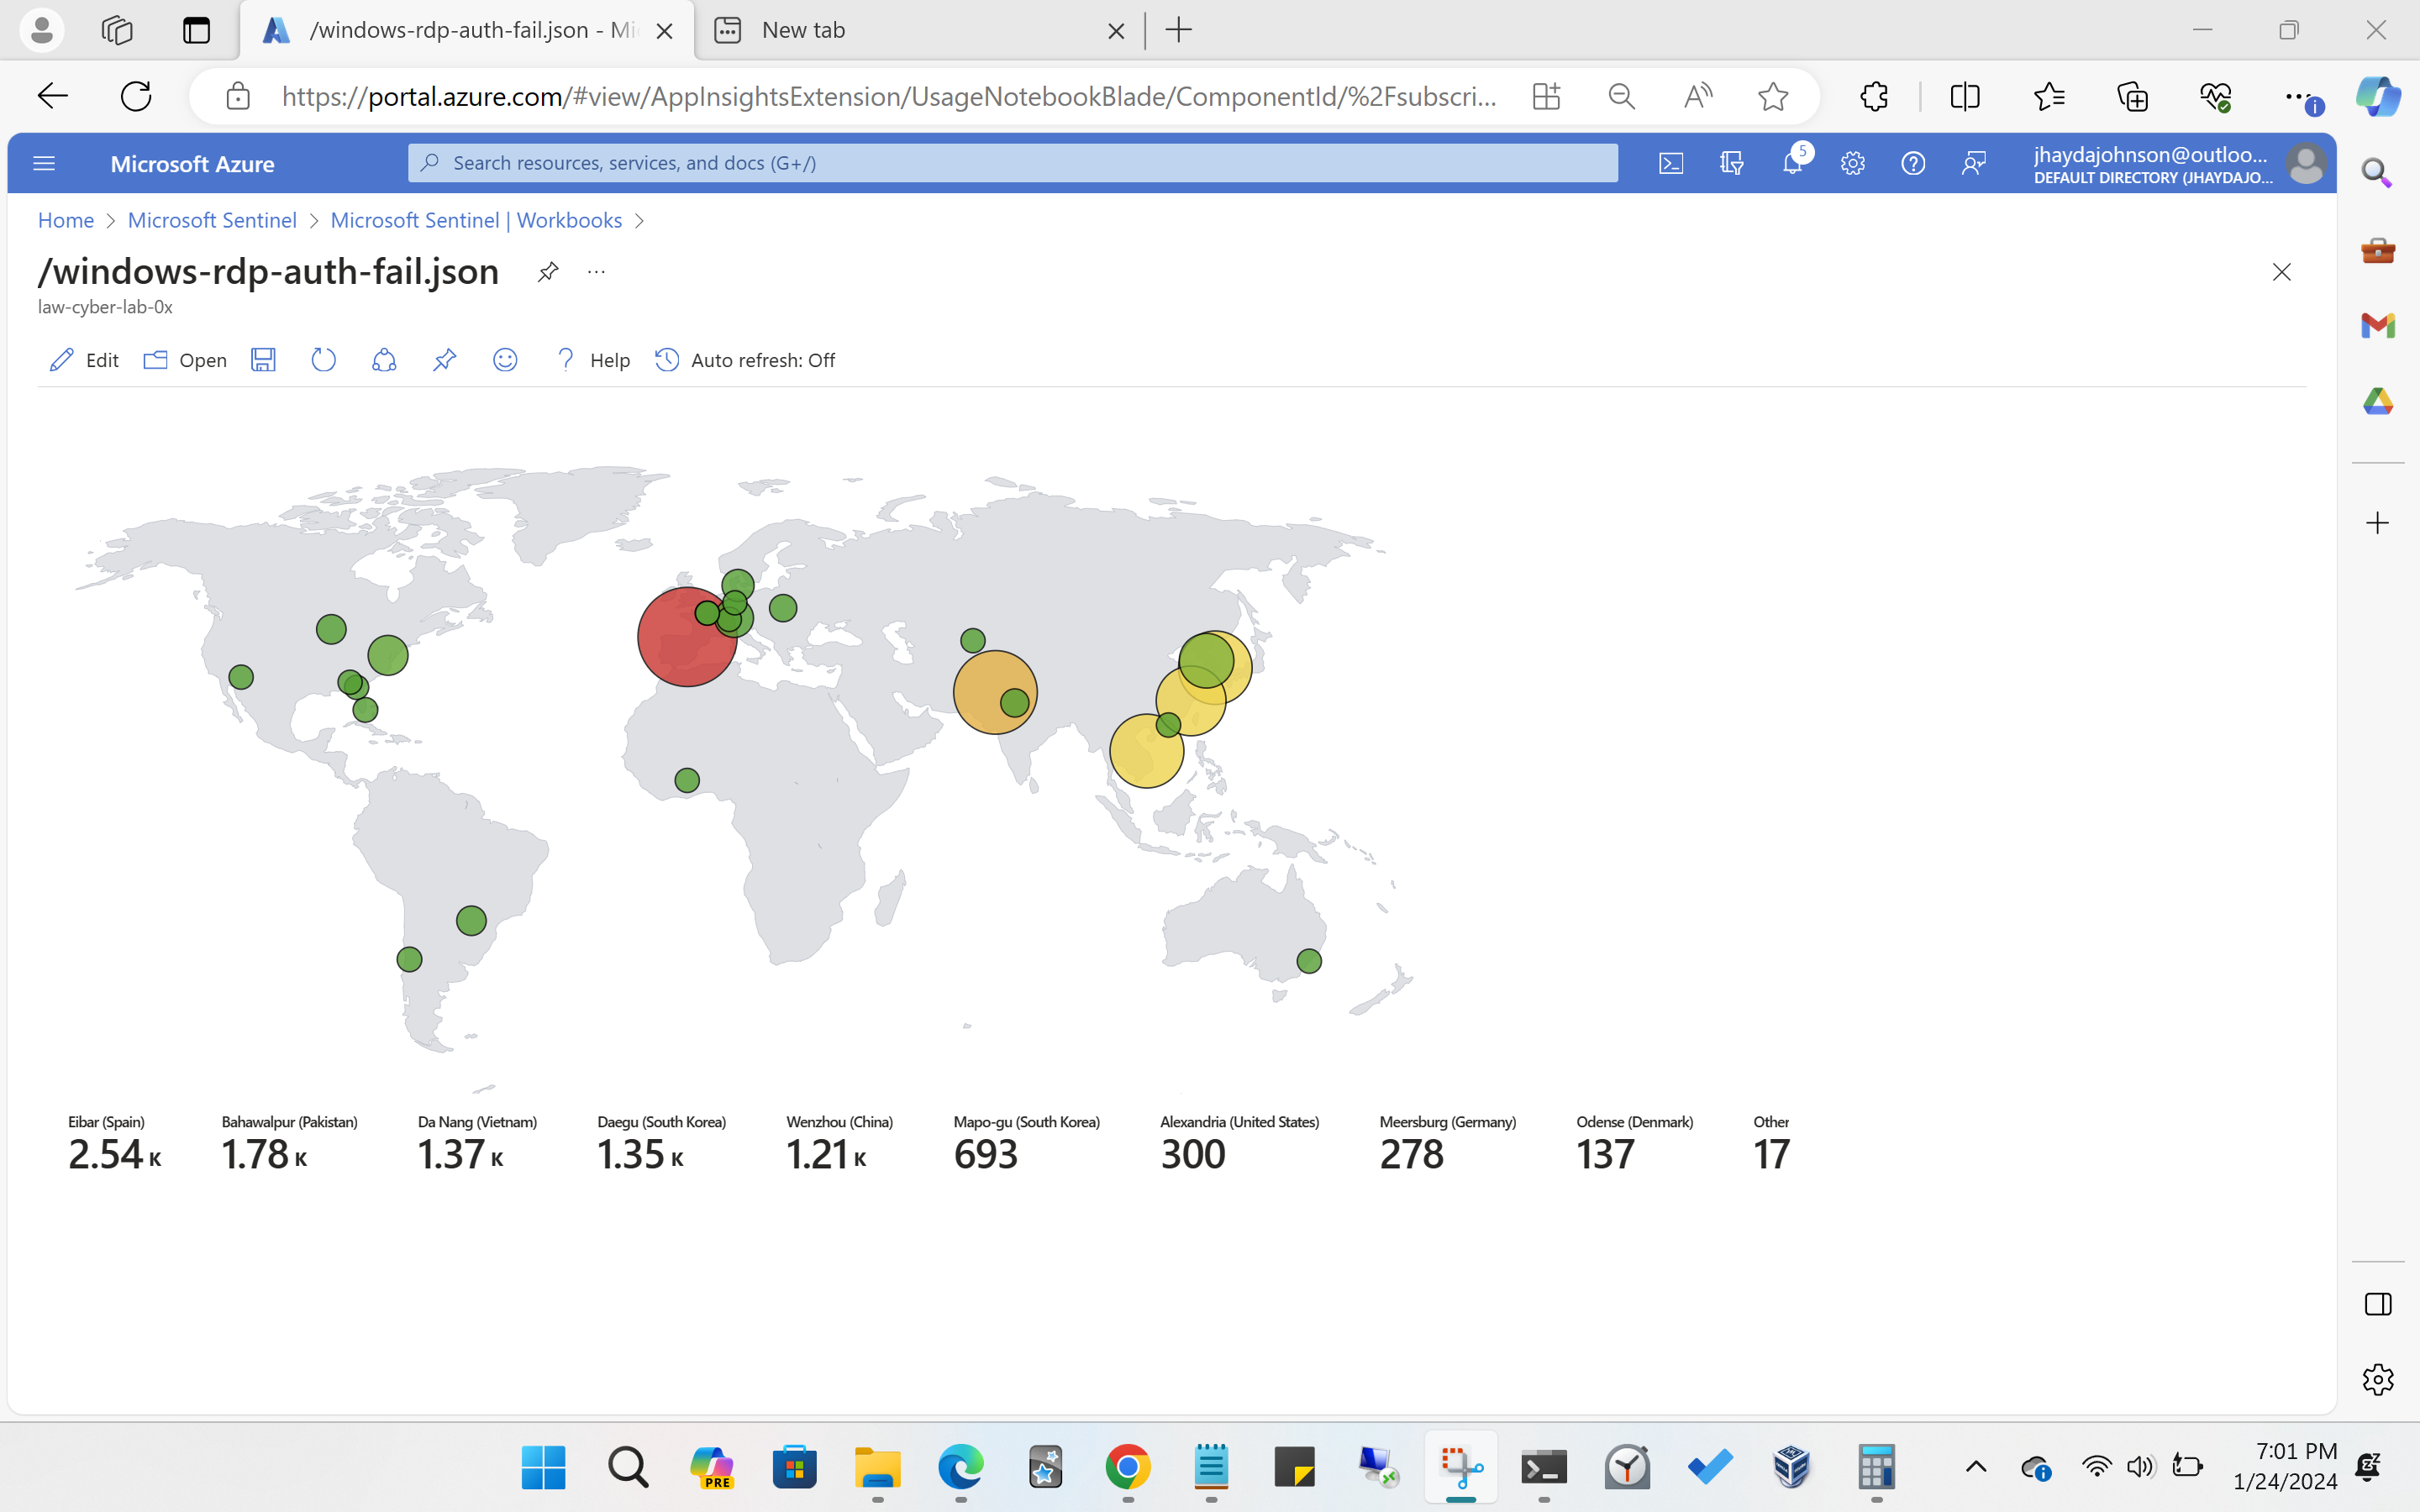 /windows-rdp-auth-fail.json - Mi
New tab
https://portal.azure.com/#view/AppInsightsExtension/UsageNotebookBlade/ComponentId/%2Fsubscri...
Microsoft Azure
Search resources, services, and docs (G+/)
5
jhaydajohnson@outloo...
DEFAULT DIRECTORY (JHAYDAJO...
Home > Microsoft Sentinel > Microsoft Sentinel | Workbooks >
/windows-rdp-auth-fail.json
law-cyber-lab-0x
Edit
Open
Help
Auto refresh: Off
Eibar (Spain)
2.54 K
Bahawalpur (Pakistan)
1.78 K
Da Nang (Vietnam)
1.37 K
Daegu (South Korea)
1.35 K
Wenzhou (China)
1.21 K
Mapo-gu (South Korea)
693
Alexandria (United States)
300
Meersburg (Germany)
278
Odense (Denmark)
137
Other
17
PRE
7:01 PM
1/24/2024